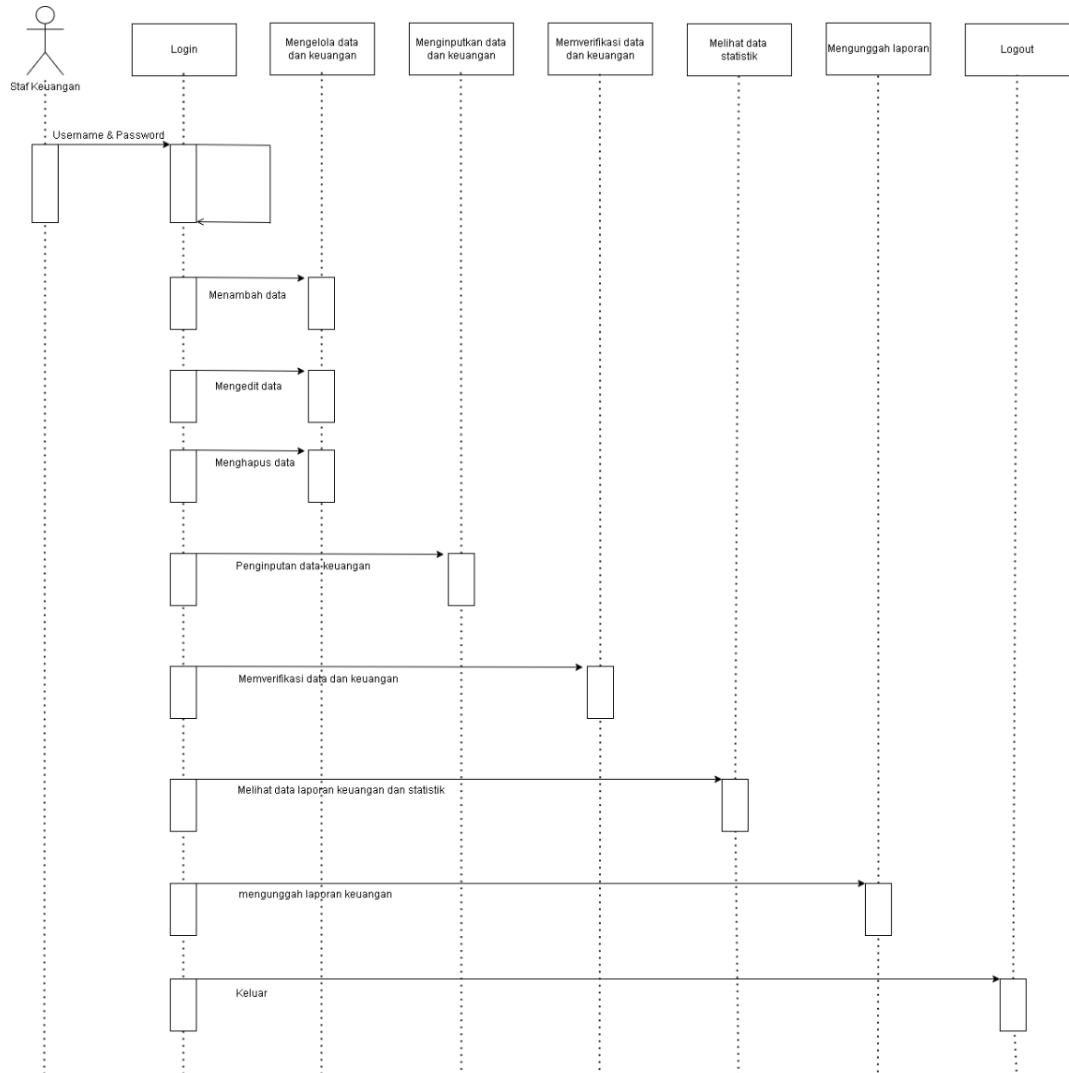 Staf Keuangan
Login
Mengelola data
dan keuangan
Menginputkan data
dan keuangan
Memverifikasi data
dan keuangan
Melihat data
statistik
Mengunggah laporan
Logout
Username & Password
Menambah data
Mengedit data
Menghapus data
Penginputan data keuangan
Memverifikasi data dan keuangan
Melihat data laporan keuangan dan statistik
mengunggah laporan keuangan
Keluar